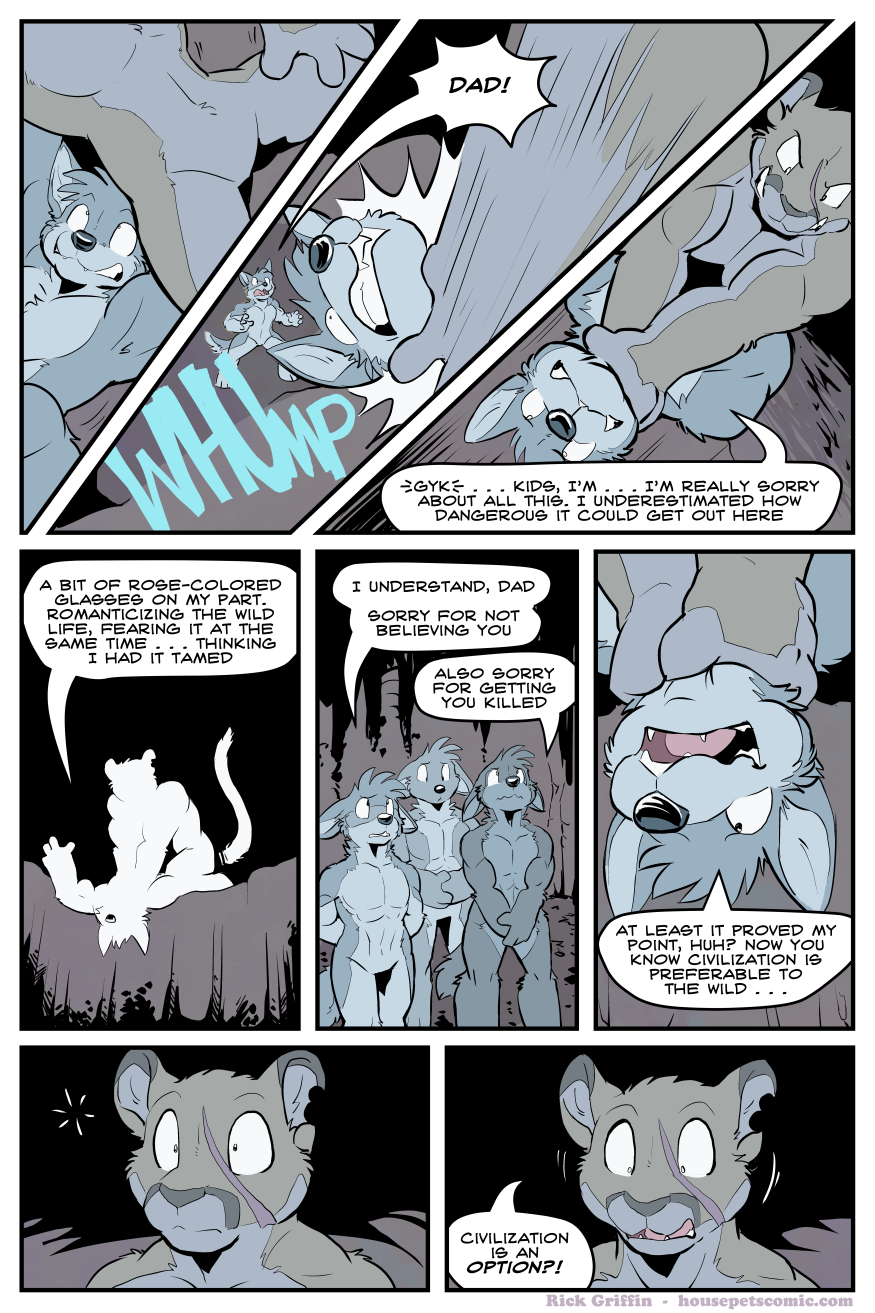 DAD!
WHUMP
GYK . . . KIDS, I'M . . . I'M REALLY SORRY
ABOUT ALL THIS. I UNDERESTIMATED HOW
DANGEROUS IT COULD GET OUT HERE
A BIT OF ROSE-COLORED
GLASSES ON MY PART.
ROMANTICIZING THE WILD
LIFE, FEARING IT AT THE
SAME TIME . . . THINKING
I HAD IT TAMED
I UNDERSTAND, DAD
SORRY FOR NOT
BELIEVING YOU
ALSO SORRY
FOR GETTING
YOU KILLED
AT LEAST IT PROVED MY
POINT, HUH? NOW YOU
KNOW CIVILIZATION IS
PREFERABLE TO
THE WILD . . .
CIVILIZATION
IS AN
OPTION?!
Rick Griffin - housepetscomic.com